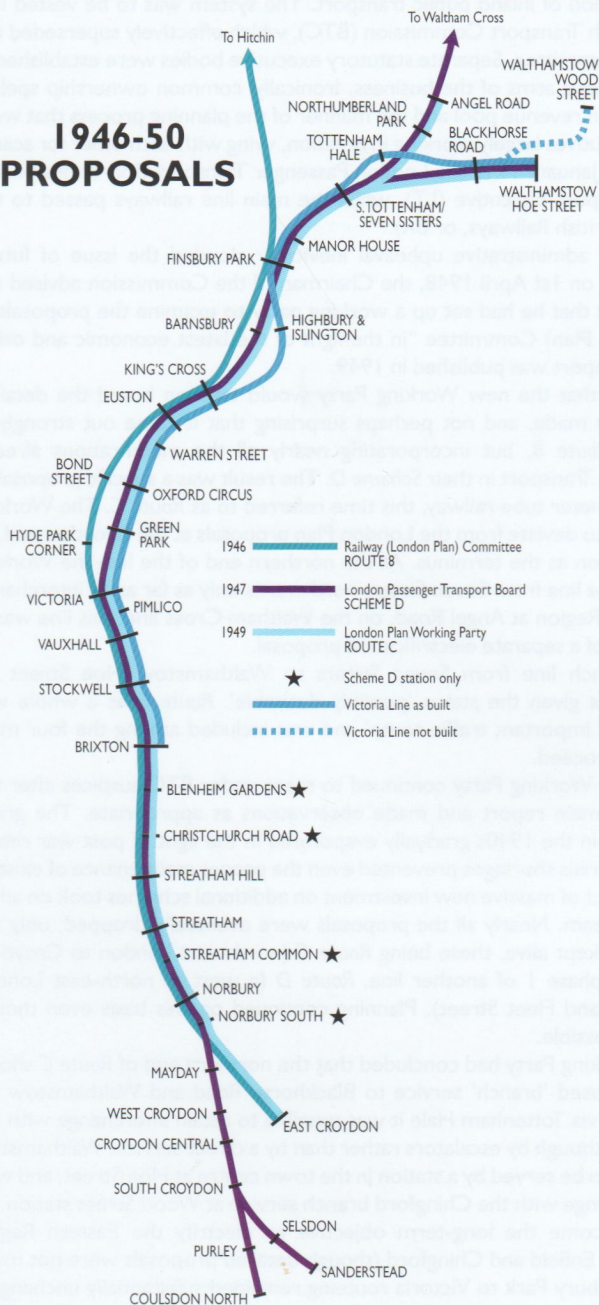 To Waltham Cross
To Hitchin
WALTHAMSTOW
WOOD
STREET
1946-50
PROPOSALS
NORTHUMBERLAND
PARK
ANGEL ROAD
TOTTENHAM
HALE
BLACKHORSE
ROAD
WALTHAMSTOW
HOE STREET
S.TOTTENHAM/
SEVEN SISTERS
MANOR HOUSE
FINSBURY PARK
BARNSBURY
HIGHBURY &
ISLINGTON
KING'S CROSS
EUSTON
WARREN STREET
BOND
STREET
OXFORD CIRCUS
HYDE PARK
CORNER
GREEN
PARK
1946 Railway (London Plan) Committee
ROUTE 8
1947 London Passenger Transport Board
SCHEME D
1949 London Plan Working Party
ROUTE C
★ Scheme D station only
Victoria Line as built
Victoria Line not built
VICTORIA
PIMLICO
VAUXHALL
STOCKWELL
BRIXTON
BLENHEIM GARDENS ★
CHRISTCHURCH ROAD ★
STREATHAM HILL
STREATHAM
STREATHAM COMMON ★
NORBURY
NORBURY SOUTH ★
MAYDAY
WEST CROYDON
EAST CROYDON
CROYDON CENTRAL
SOUTH CROYDON
SELSDON
PURLEY
SANDERSTEAD
COULSDON NORTH